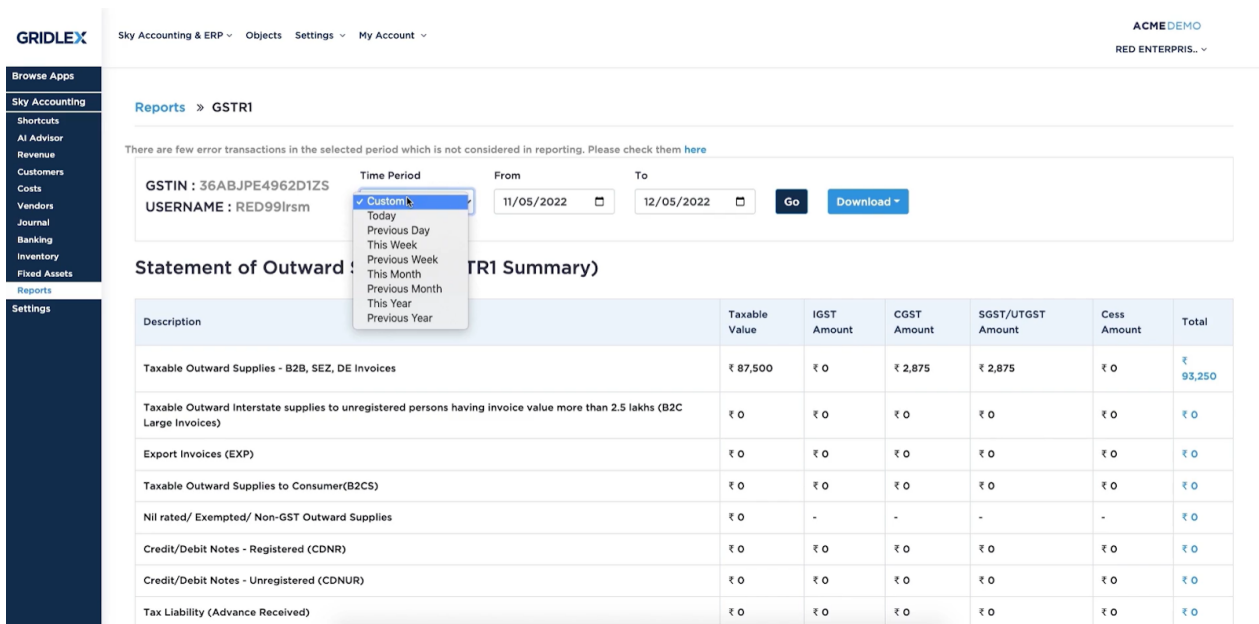 GRIDLEX
Sky Accounting & ERP
Objects
Settings
My Account
ACMEDEMO
RED ENTERPRIS..
Browse Apps
Sky Accounting
Shortcuts
AI Advisor
Revenue
Customers
Costs
Vendors
Journal
Banking
Inventory
Fixed Assets
Reports
Settings
Reports » GSTR1
There are few error transactions in the selected period which is not considered in reporting. Please check them here
GSTIN : 36ABJPE4962D1ZS
USERNAME : RED99lrsm
Time Period
From
To
✓ Custom
Today
Previous Day
This Week
Previous Week
This Month
Previous Month
This Year
Previous Year
11/05/2022
12/05/2022
Go
Download
Statement of Outward TR1 Summary)
Description
Taxable Value
IGST Amount
CGST Amount
SGST/UTGST Amount
Cess Amount
Total
Taxable Outward Supplies - B2B, SEZ, DE Invoices ₹ 87,500 ₹ 0 ₹ 2,875 ₹ 2,875 ₹ 0 ₹ 93,250
Taxable Outward Interstate supplies to unregistered persons having invoice value more than 2.5 lakhs (B2C
Large Invoices) ₹ 0 ₹ 0 ₹ 0 ₹ 0 ₹ 0 ₹ 0
Export Invoices (EXP) ₹ 0 ₹ 0 ₹ 0 ₹ 0 ₹ 0 ₹ 0
Taxable Outward Supplies to Consumer(B2CS) ₹ 0 ₹ 0 ₹ 0 ₹ 0 ₹ 0 ₹ 0
Nil rated/ Exempted/ Non-GST Outward Supplies ₹ 0 - - - - ₹ 0
Credit/Debit Notes - Registered (CDNR) ₹ 0 ₹ 0 ₹ 0 ₹ 0 ₹ 0 ₹ 0
Credit/Debit Notes - Unregistered (CDNUR) ₹ 0 ₹ 0 ₹ 0 ₹ 0 ₹ 0 ₹ 0
Tax Liability (Advance Received) ₹ 0 ₹ 0 ₹ 0 ₹ 0 ₹ 0 ₹ 0